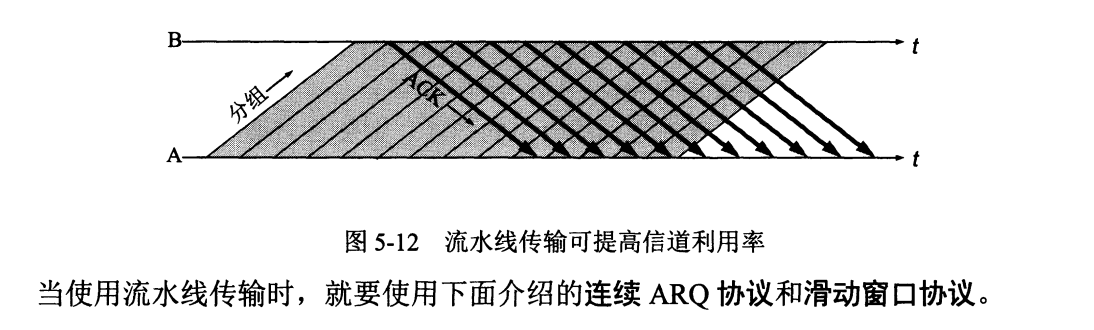 B
t
分组
ACK
A
t
图 5-12 流水线传输可提高信道利用率
当使用流水线传输时，就要使用下面介绍的连续 ARQ 协议和滑动窗口协议。